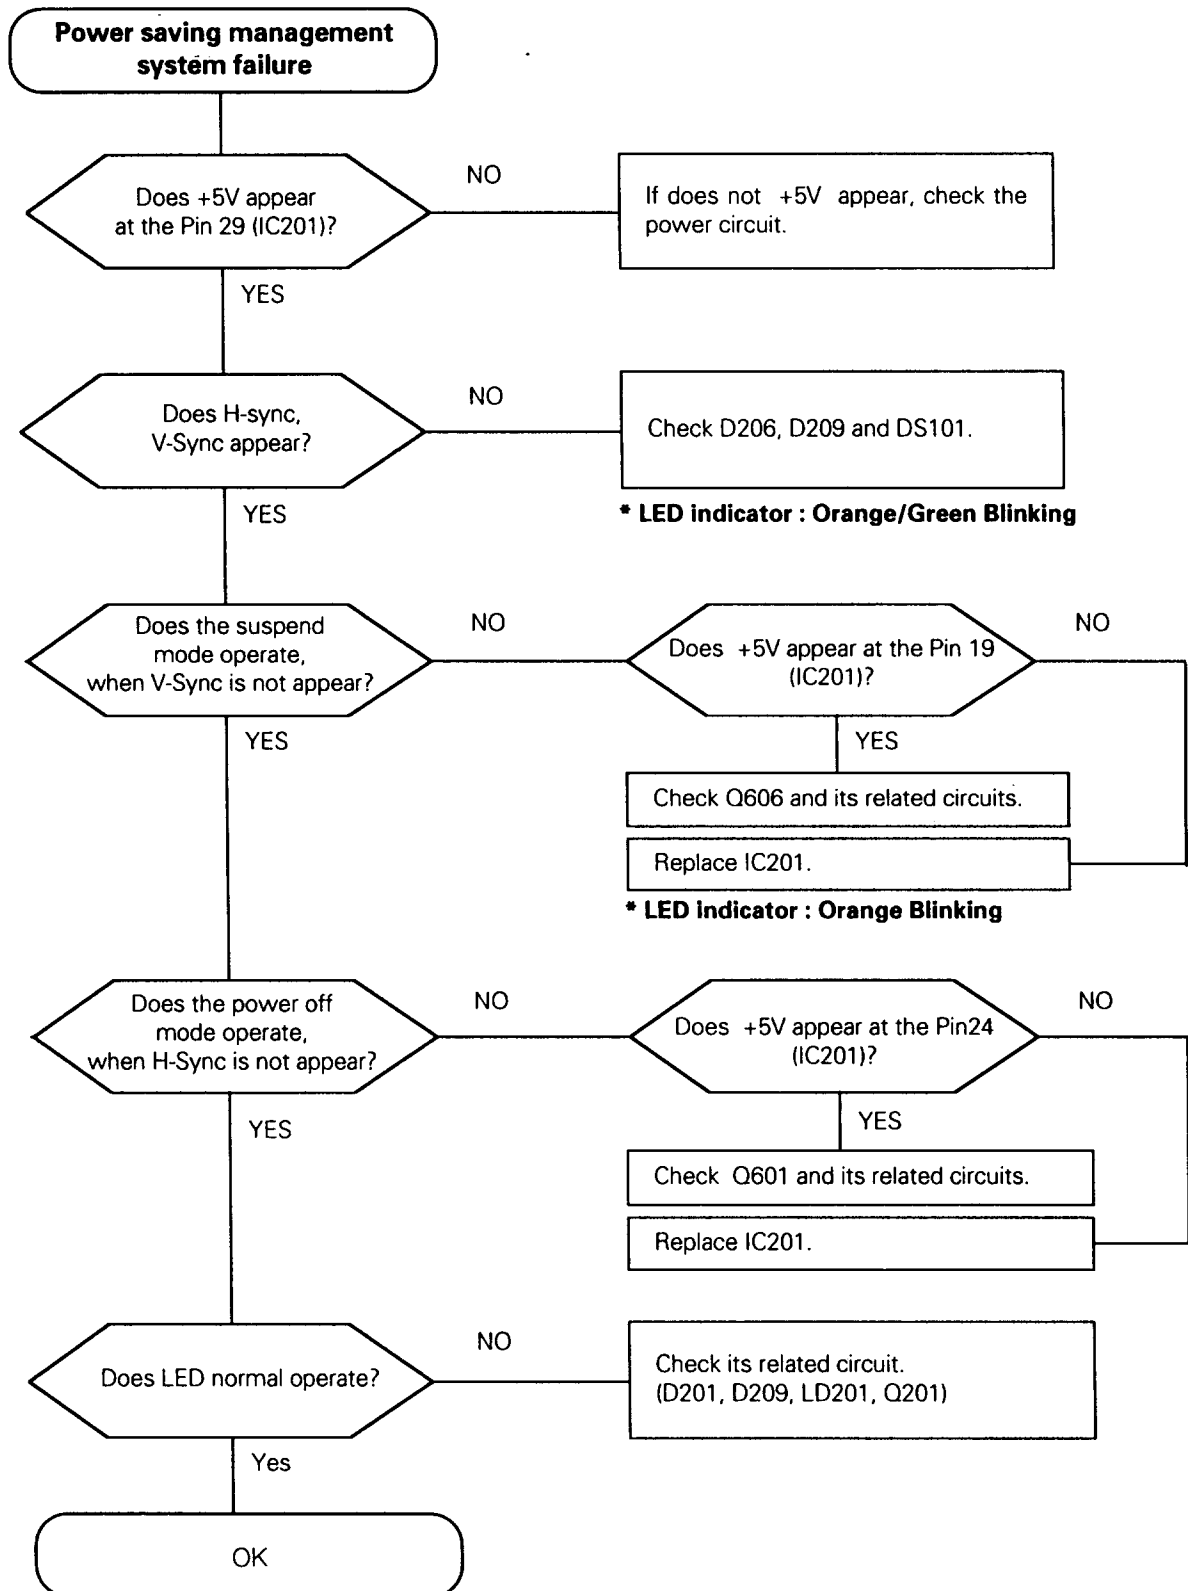 Power saving management
system failure
Does +5V appear
at the Pin 29 (IC201)?
NO
If does not +5V appear, check the
power circuit.
YES
Does H-sync,
V-Sync appear?
NO
Check D206, D209 and DS101.
* LED indicator : Orange/Green Blinking
YES
Does the suspend
mode operate,
when V-Sync is not appear?
NO
Does +5V appear at the Pin 19
(IC201)?
NO
YES
YES
Check Q606 and its related circuits.
Replace IC201.
* LED indicator : Orange Blinking
Does the power off
mode operate,
when H-Sync is not appear?
NO
Does +5V appear at the Pin24
(IC201)?
NO
YES
YES
Check Q601 and its related circuits.
Replace IC201.
Does LED normal operate?
NO
Check its related circuit.
(D201, D209, LD201, Q201)
Yes
OK